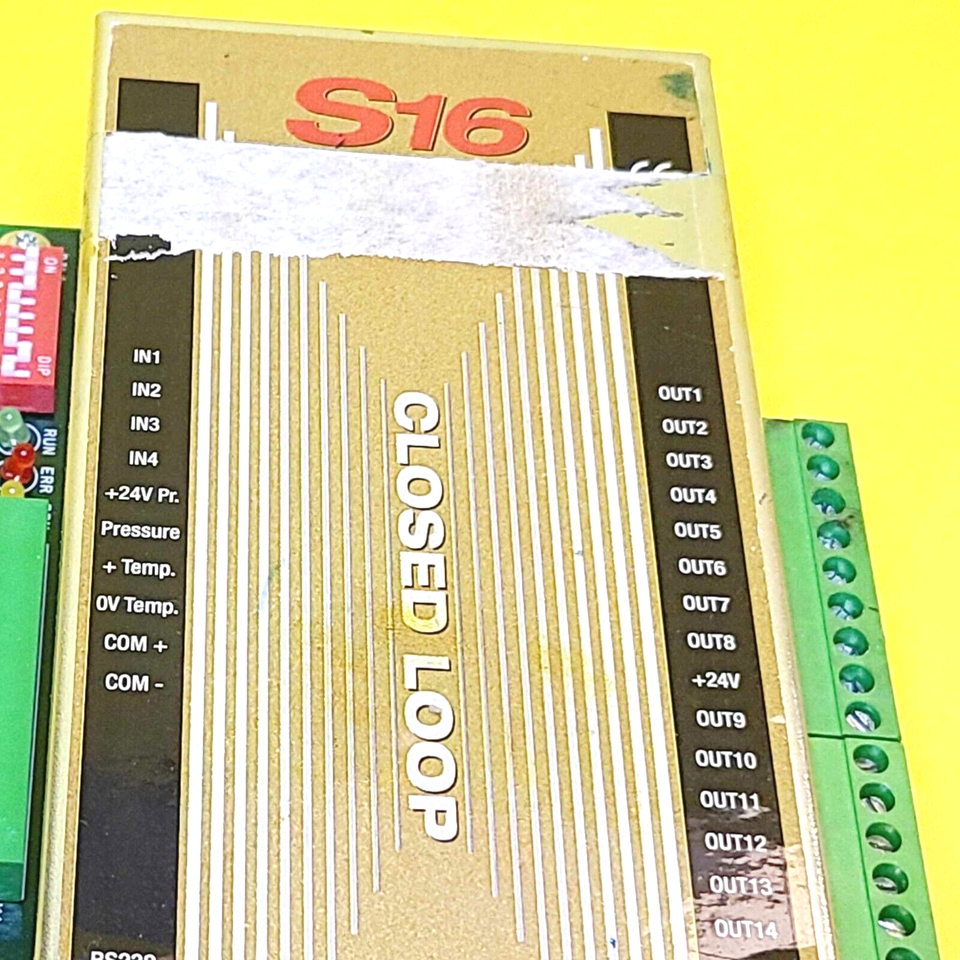 S16
ON
DIP
RUN
ERR
IN1
IN2
IN3
IN4
+24V Pr.
Pressure
+ Temp.
0V Temp.
COM +
COM -
CLOSED LOOP
OUT1
OUT2
OUT3
OUT4
OUT5
OUT6
OUT7
OUT8
+24V
OUT9
OUT10
OUT11
OUT12
OUT13
OUT14